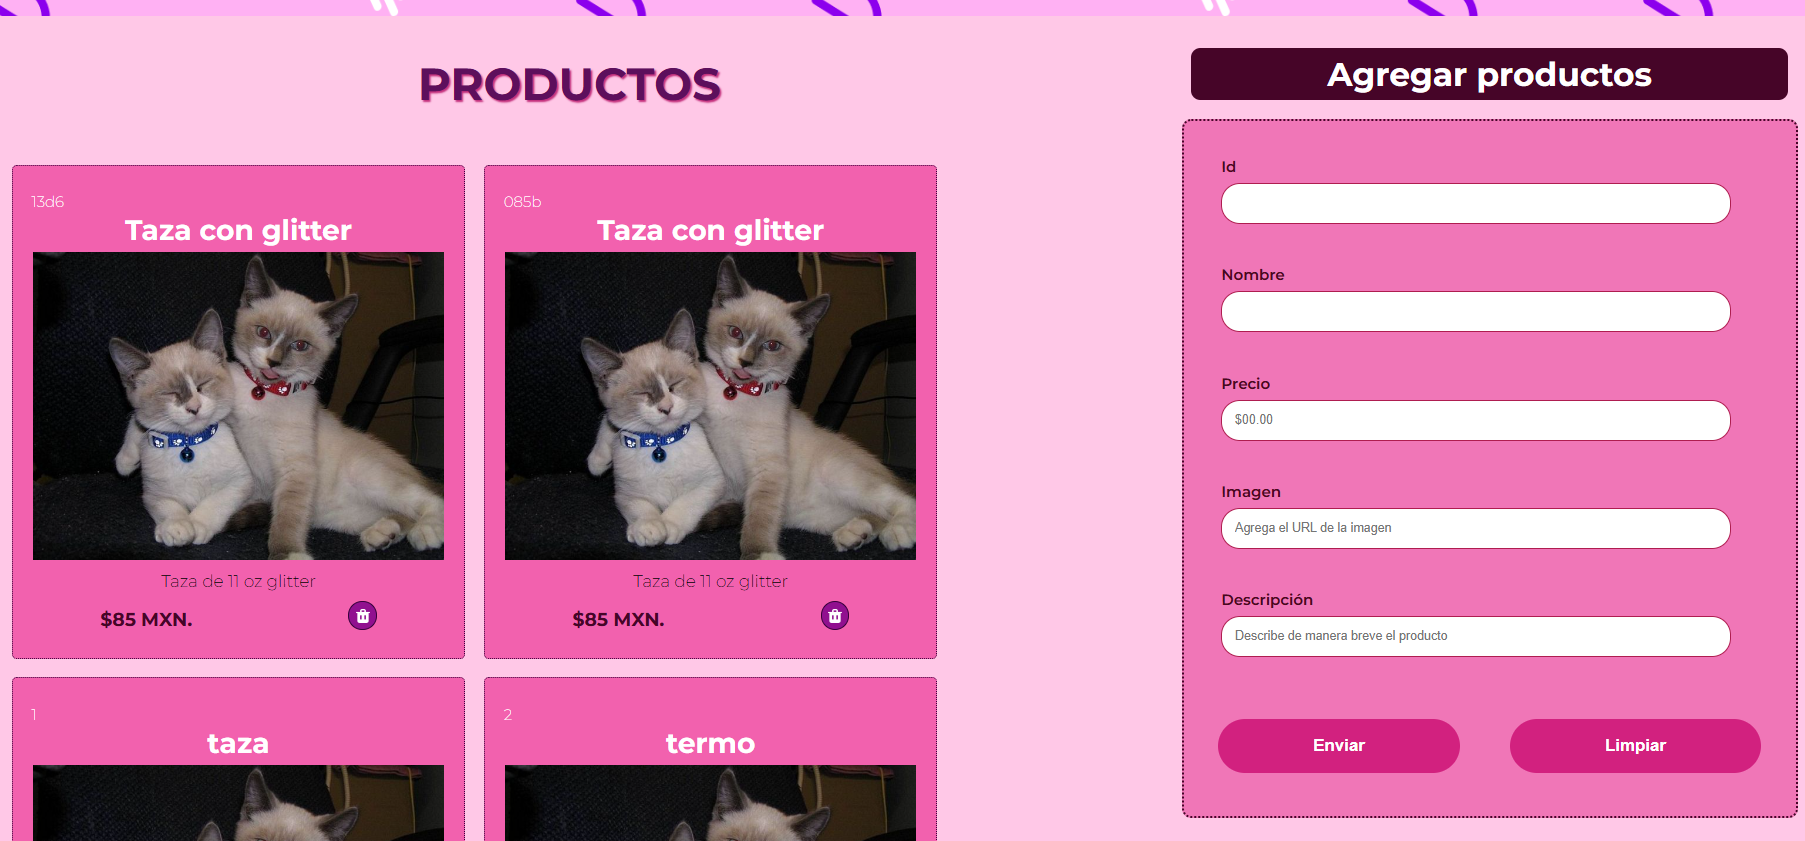 PRODUCTOS
13d6
Taza con glitter
Taza de 11 oz glitter
$85 MXN.
085b
Taza con glitter
Taza de 11 oz glitter
$85 MXN.
1
taza
2
termo
Agregar productos
Id
Nombre
Precio
$00.00
Imagen
Agrega el URL de la imagen
Descripción
Describe de manera breve el producto
Enviar
Limpiar